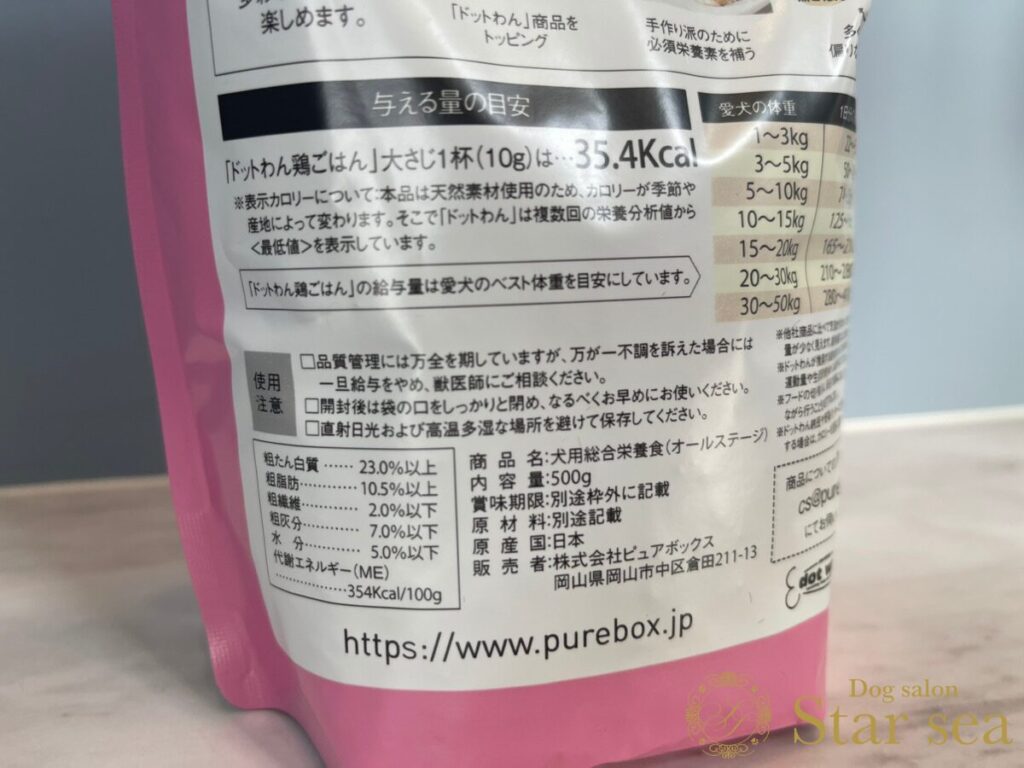 楽しめます。
「ドットわん」商品を
トッピング
手作り派のために
必須栄養素を補う
与える量の目安
「ドットわん鶏ごはん」大さじ1杯(10g)は…35.4Kcal
※表示カロリーについて:本品は天然素材使用のため、カロリーが季節や
産地によって変わります。そこで「ドットわん」は複数回の栄養分析値から
<最低値>を表示しています。
「ドットわん鶏ごはん」の給与量は愛犬のベスト体重を目安にしています。
愛犬の体重
1〜3kg
3〜5kg
5〜10kg
10〜15kg
15〜20kg
20〜30kg
30〜50kg
使用
注意
□品質管理には万全を期していますが、万が一不調を訴えた場合には
一旦給与をやめ、獣医師にご相談ください。
□開封後は袋の口をしっかりと閉め、なるべくお早めにお使いください。
□直射日光および高温多湿な場所を避けて保存してください。
粗たん白質 …… 23.0%以上
粗脂肪 …… 10.5%以上
粗繊維 …… 2.0%以下
粗灰分 …… 7.0%以下
水 分 …… 5.0%以下
代謝エネルギー(ME)
…………354Kcal/100g
商 品 名:犬用総合栄養食(オールステージ)
内 容 量:500g
賞味期限:別途枠外に記載
原 材 料:別途記載
原 産 国:日本
販 売 者:株式会社ピュアボックス
岡山県岡山市中区倉田211-13
https://www.purebox.jp
商品について
cs@pure
にてお
dot w
Dog salon
Star sea